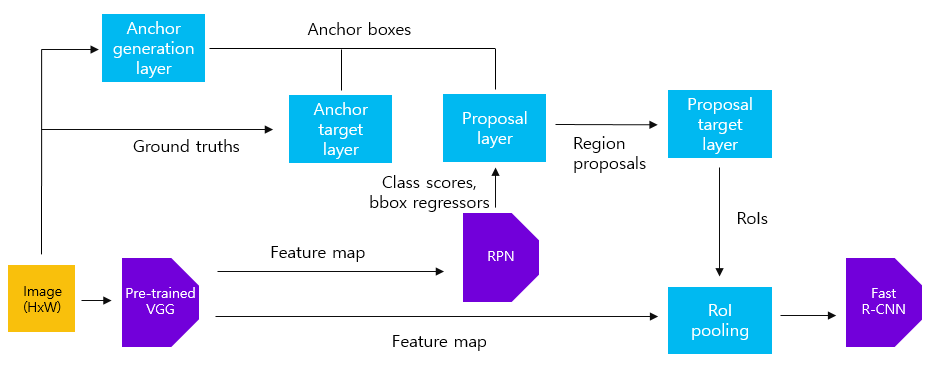 Anchor
generation
layer
Anchor boxes
Anchor
target
layer
Ground truths
Proposal
layer
Region
proposals
Proposal
target
layer
Class scores,
bbox regressors
RoIs
Feature map
RPN
Image
(HxW)
Pre-trained
VGG
Feature map
RoI
pooling
Fast
R-CNN